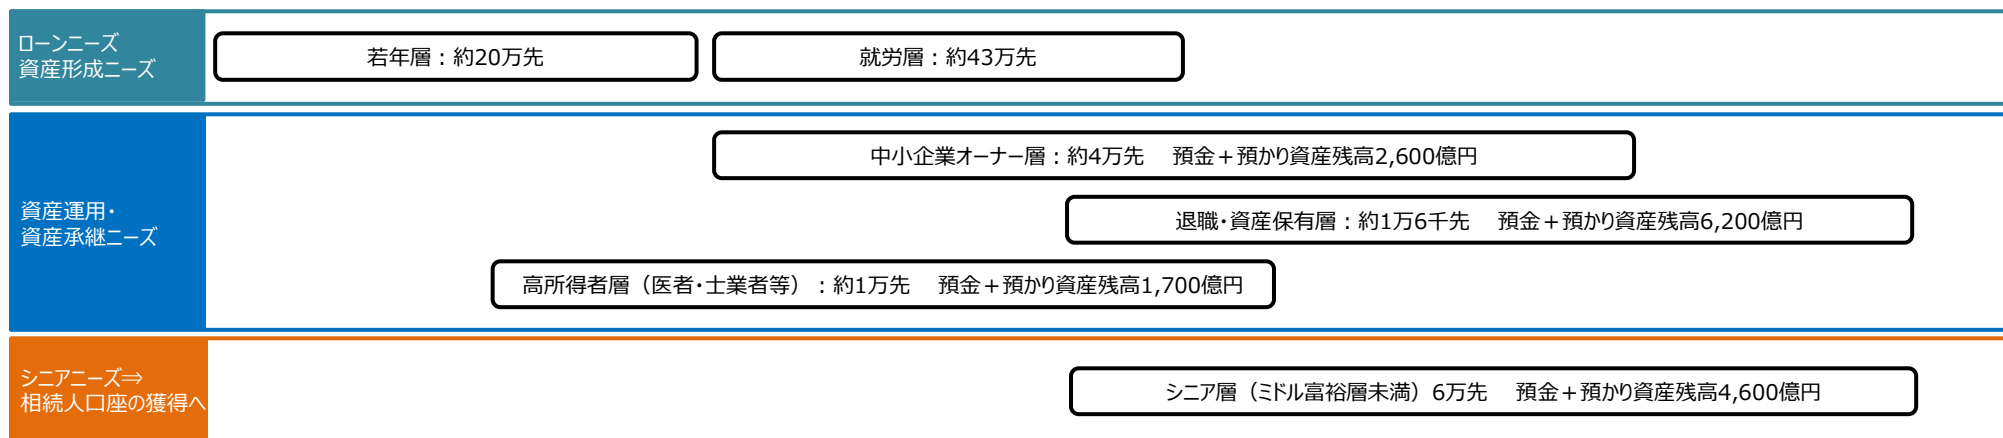 ローンニーズ
資産形成ニーズ
若年層：約20万先
就労層：約43万先
資産運用・
資産承継ニーズ
中小企業オーナー層：約4万先　預金＋預かり資産残高2,600億円
退職・資産保有層：約1万6千先　預金＋預かり資産残高6,200億円
高所得者層（医者・士業者等）：約1万先　預金＋預かり資産残高1,700億円
シニアニーズ⇒
相続人口座の獲得へ
シニア層（ミドル富裕層未満）6万先　預金＋預かり資産残高4,600億円